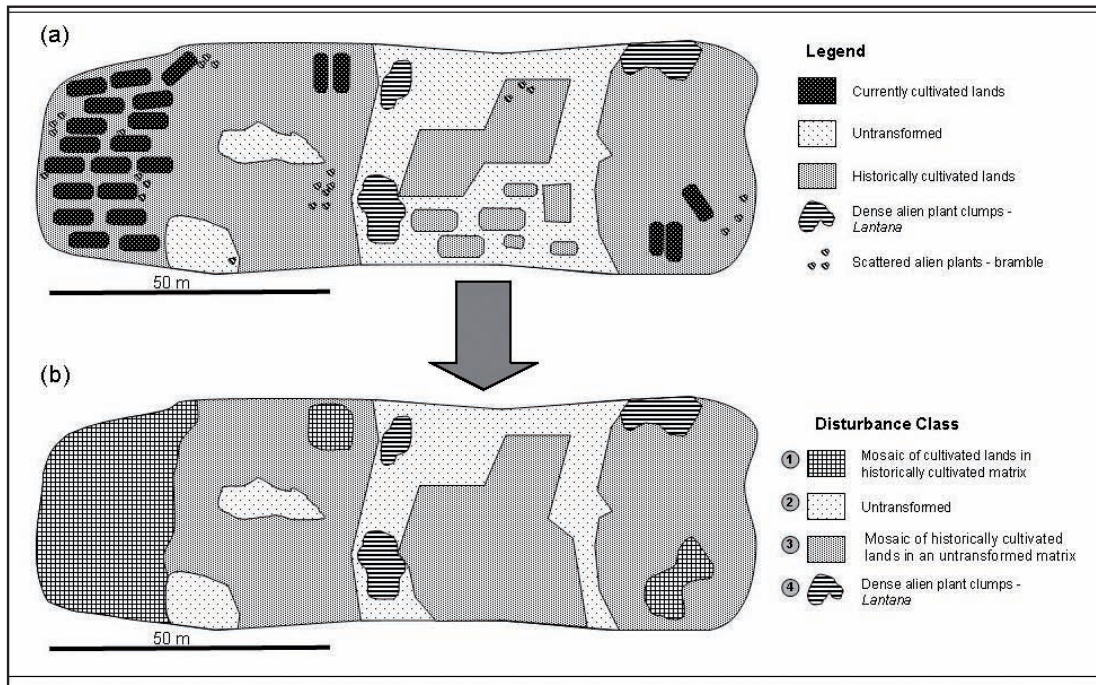 (a)
Legend
Currently cultivated lands
Untransformed
Historically cultivated lands
Dense alien plant clumps -
Lantana
Scattered alien plants - bramble
50 m
(b)
Disturbance Class
1 Mosaic of cultivated lands in
historically cultivated matrix
2 Untransformed
3 Mosaic of historically cultivated
lands in an untransformed matrix
4 Dense alien plant clumps -
Lantana
50 m